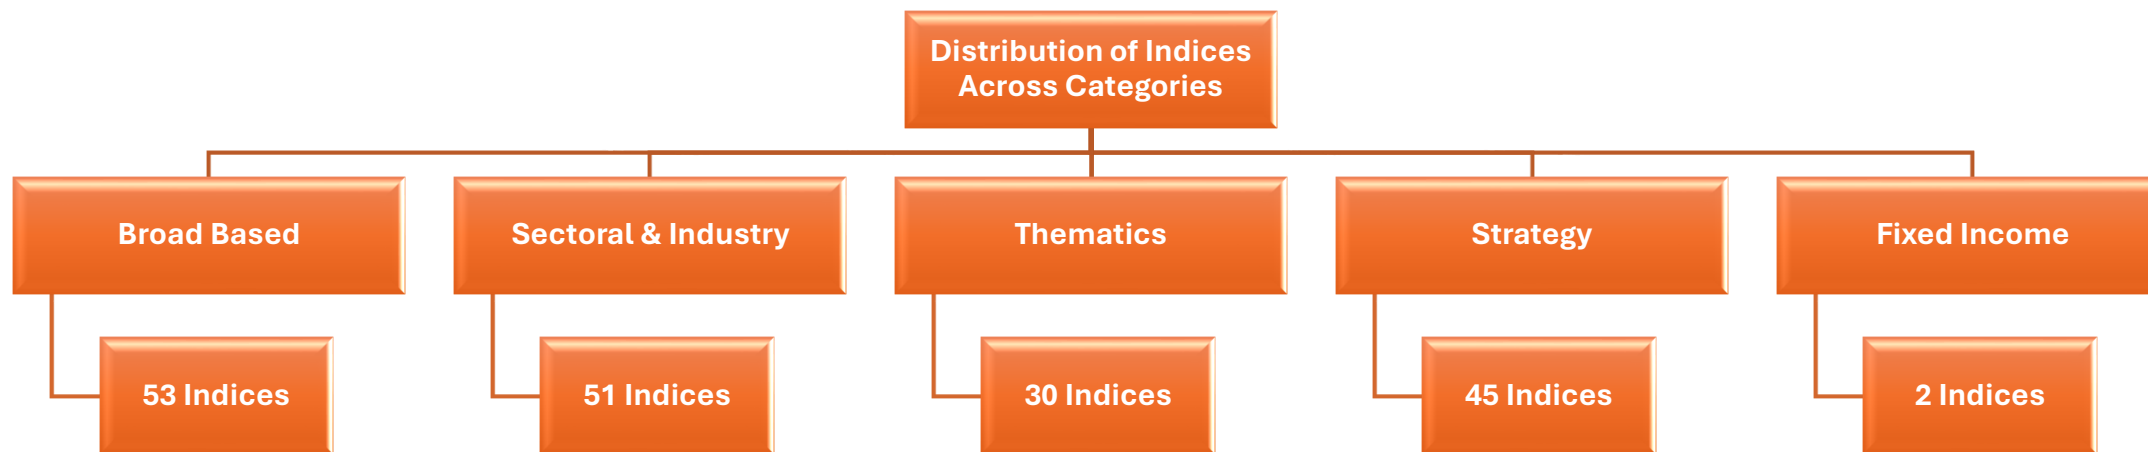 Distribution of Indices
Across Categories
Broad Based
Sectoral & Industry
Thematics
Strategy
Fixed Income
53 Indices
51 Indices
30 Indices
45 Indices
2 Indices